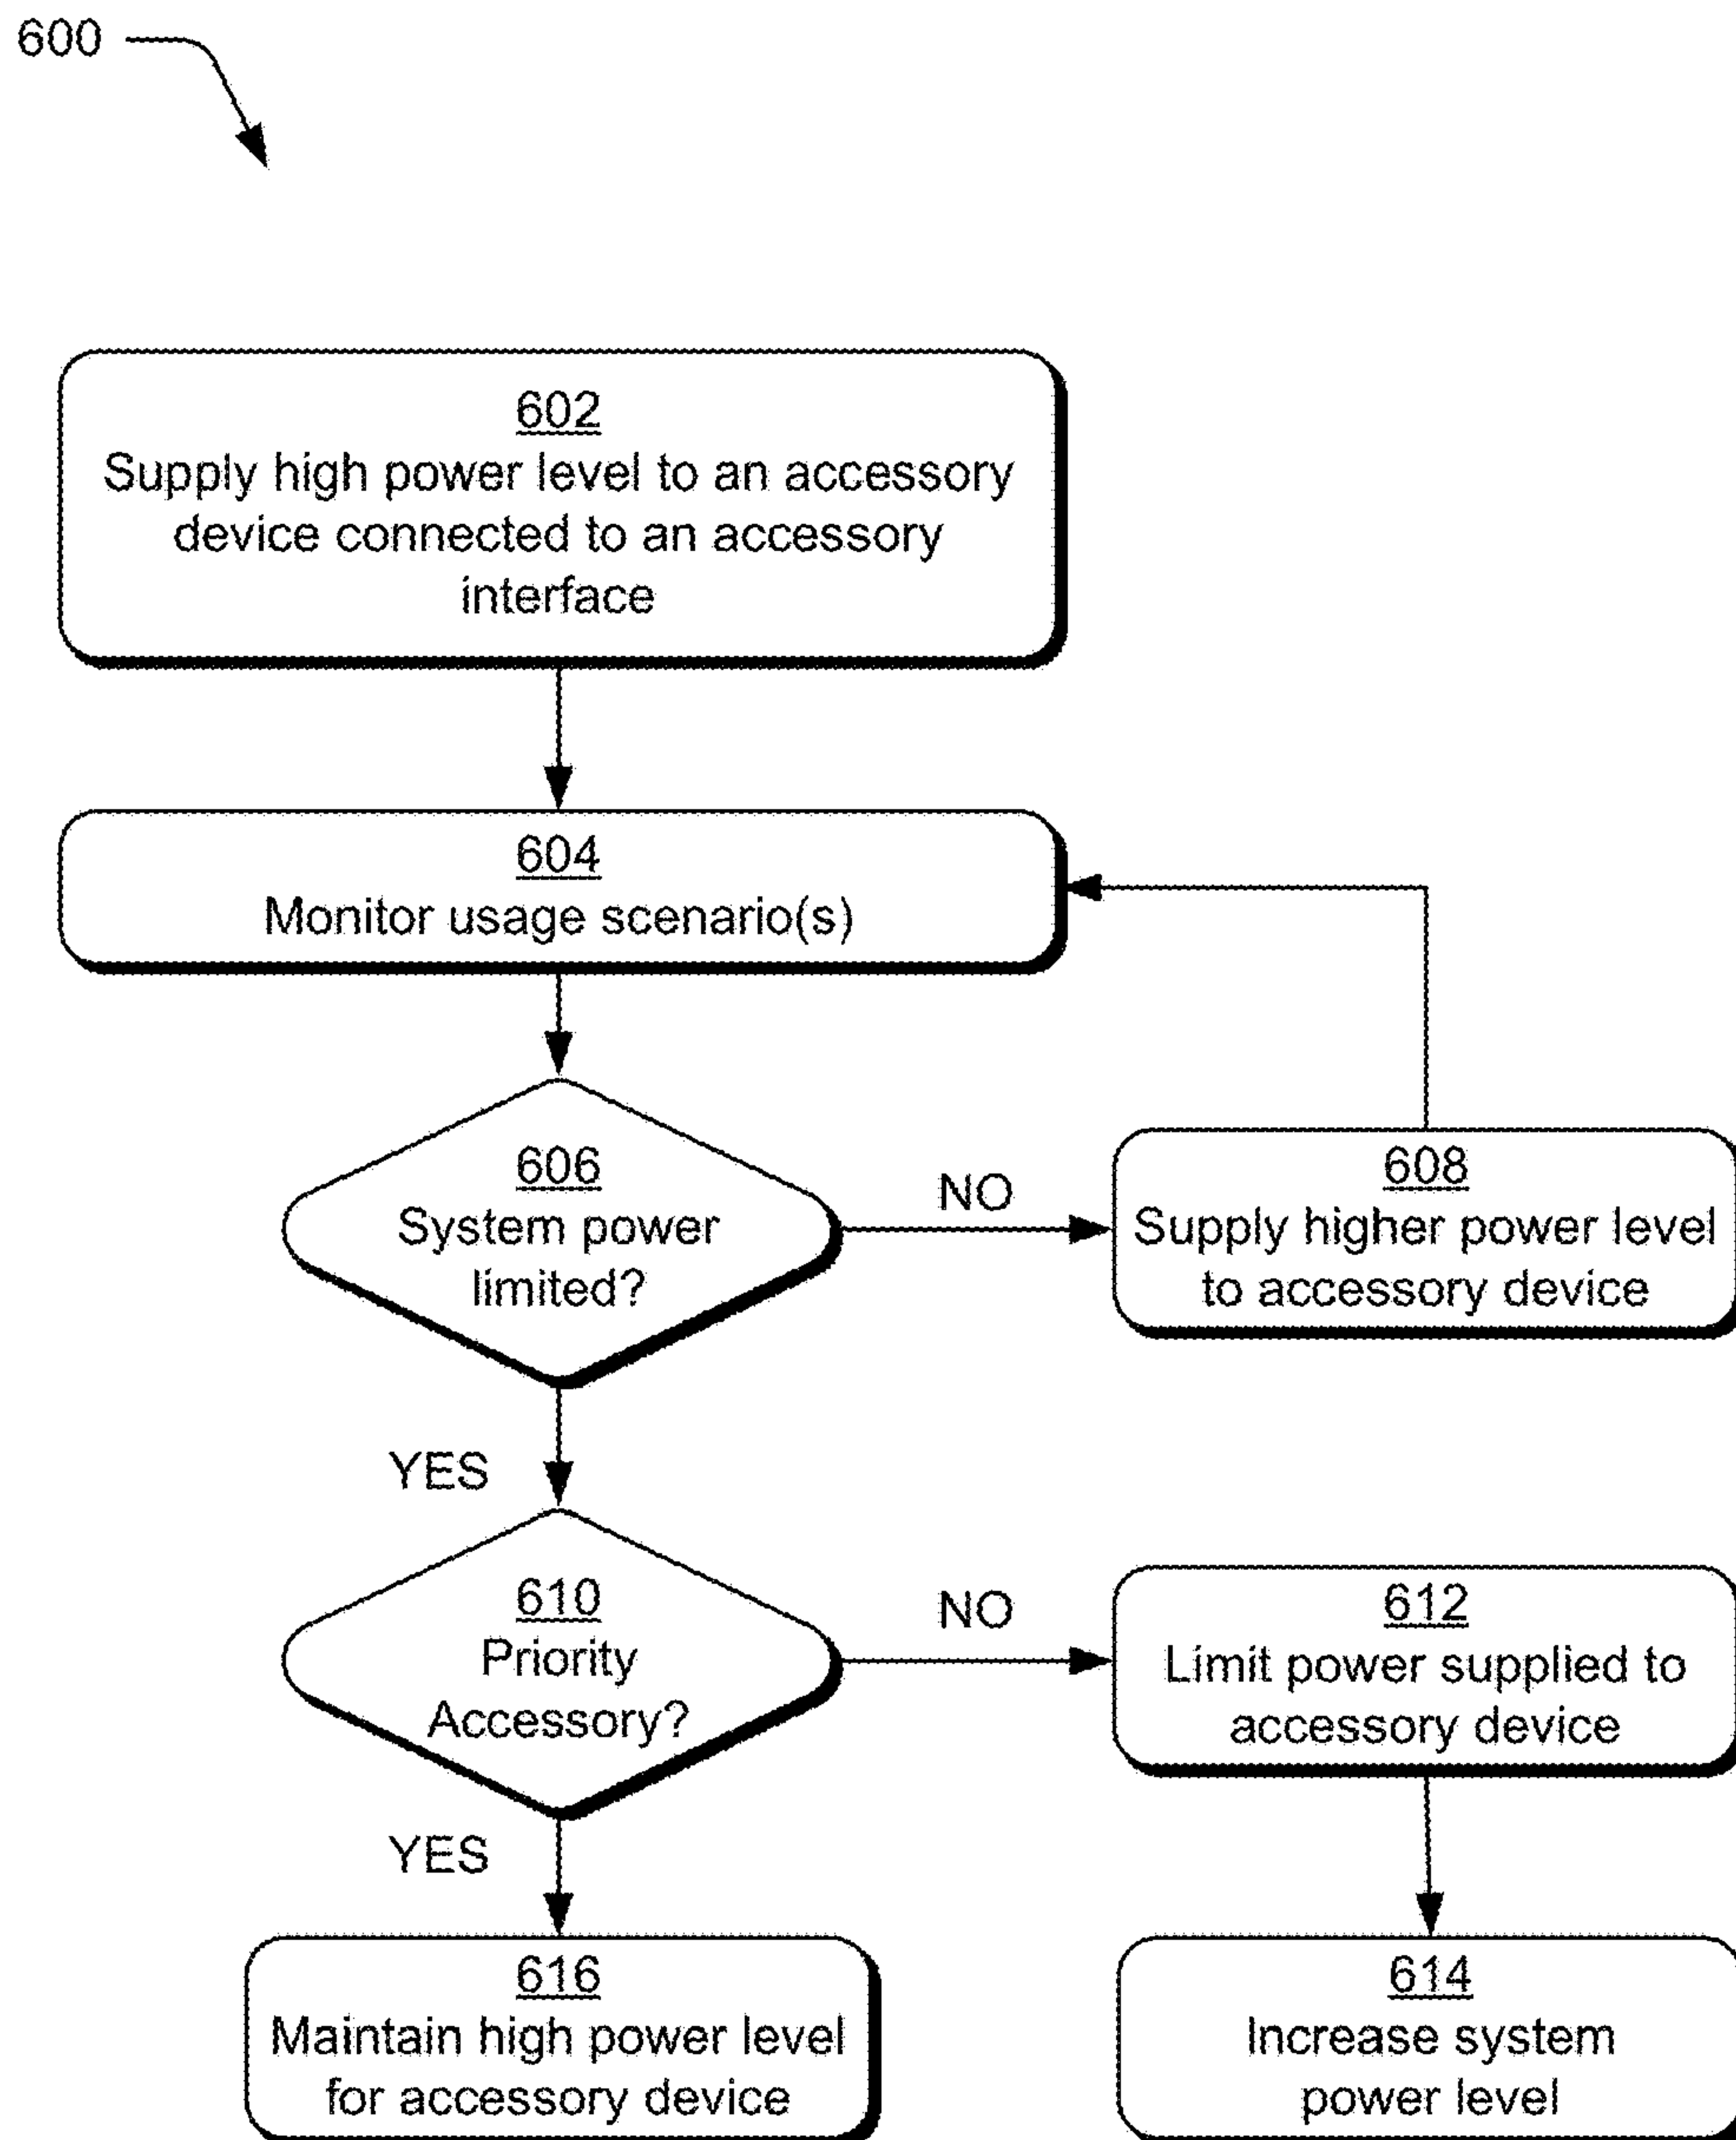 600
602
Supply high power level to an accessory
device connected to an accessory
interface
604
Monitor usage scenario(s)
606
System power
limited?
NO
608
Supply higher power level
to accessory device
YES
610
Priority
Accessory?
NO
612
Limit power supplied to
accessory device
YES
616
Maintain high power level
for accessory device
614
Increase system
power level